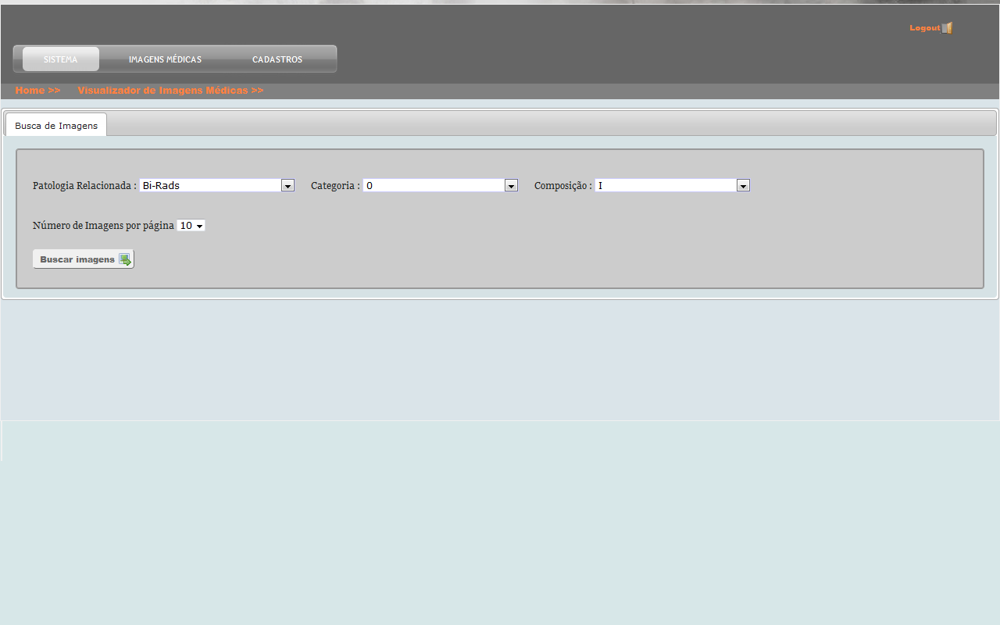 Logout
SISTEMA IMAGENS MÉDICAS CADASTROS
Home >> Visualizador de Imagens Médicas >>
Busca de Imagens
Patologia Relacionada : Bi-Rads Categoria : 0 Composição : I
Número de Imagens por página 10
Buscar imagens